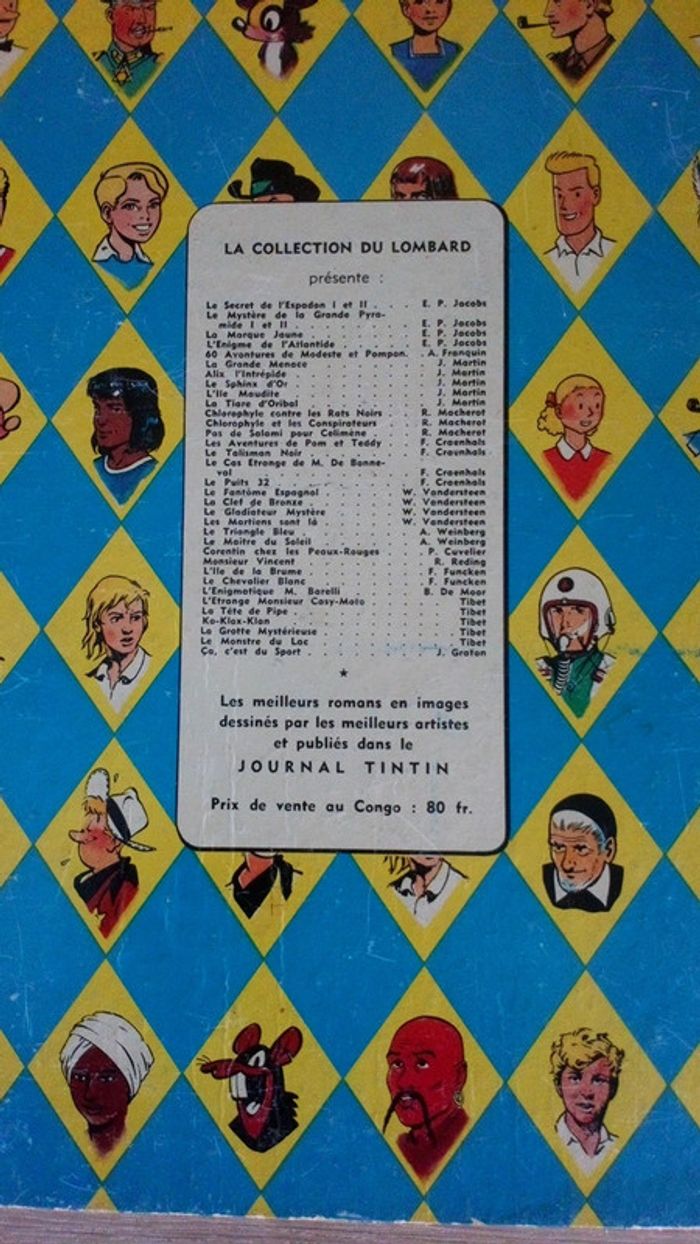 LA COLLECTION DU LOMBARD
présente :
Le Secret de l'Espadon I et II . . . E. P. Jacobs
Le Mystère de la Grande Pyra-
mide I et II . . . . . . . . E. P. Jacobs
La Marque Jaune . . . . . . . E. P. Jacobs
L'Enigme de l'Atlantide . . . . . E. P. Jacobs
60 Aventures de Modeste et Pompon. . A. Franquin
La Grande Menace . . . . . . . J. Martin
Alix l'Intrépide . . . . . . . . J. Martin
Le Sphinx d'Or . . . . . . . . J. Martin
L'Ile Maudite . . . . . . . . J. Martin
La Tiare d'Oribal . . . . . . . J. Martin
Chlorophylle contre les Rats Noirs . . R. Macherot
Chlorophylle et les Conspirateurs . . R. Macherot
Pas de Salami pour Celimène . . . R. Macherot
Les Aventures de Pom et Teddy . . . F. Craenhals
Le Talisman Noir . . . . . . . F. Craenhals
Le Cas Etrange de M. De Bonne-
val . . . . . . . . . . . F. Craenhals
Le Puits 32 . . . . . . . . . F. Craenhals
Le Fantôme Espagnol . . . . . W. Vandersteen
La Clef de Bronze . . . . . . W. Vandersteen
Le Gladiateur Mystère . . . . . W. Vandersteen
Les Martiens sont là . . . . . W. Vandersteen
Le Triangle Bleu . . . . . . . A. Weinberg
Le Maitre du Soleil . . . . . . A. Weinberg
Corentin chez les Peaux-Rouges . . . P. Cuvelier
Monsieur Vincent . . . . . . . R. Reding
L'Ile de la Brume . . . . . . . F. Funcken
Le Chevalier Blanc . . . . . . F. Funcken
L'Enigmatique M. Barelli . . . . . B. De Moor
L'Etrange Monsieur Casy-Moto . . . . . Tibet
La Tête de Pipe . . . . . . . . . Tibet
Ko-Klox-Klan . . . . . . . . . . Tibet
La Grotte Mystérieuse . . . . . . . Tibet
Le Monstre du Lac . . . . . . . . Tibet
Ça, c'est du Sport . . . . . . . J. Graton
★
Les meilleurs romans en images
dessinés par les meilleurs artistes
et publiés dans le
JOURNAL TINTIN
Prix de vente au Congo : 80 fr.